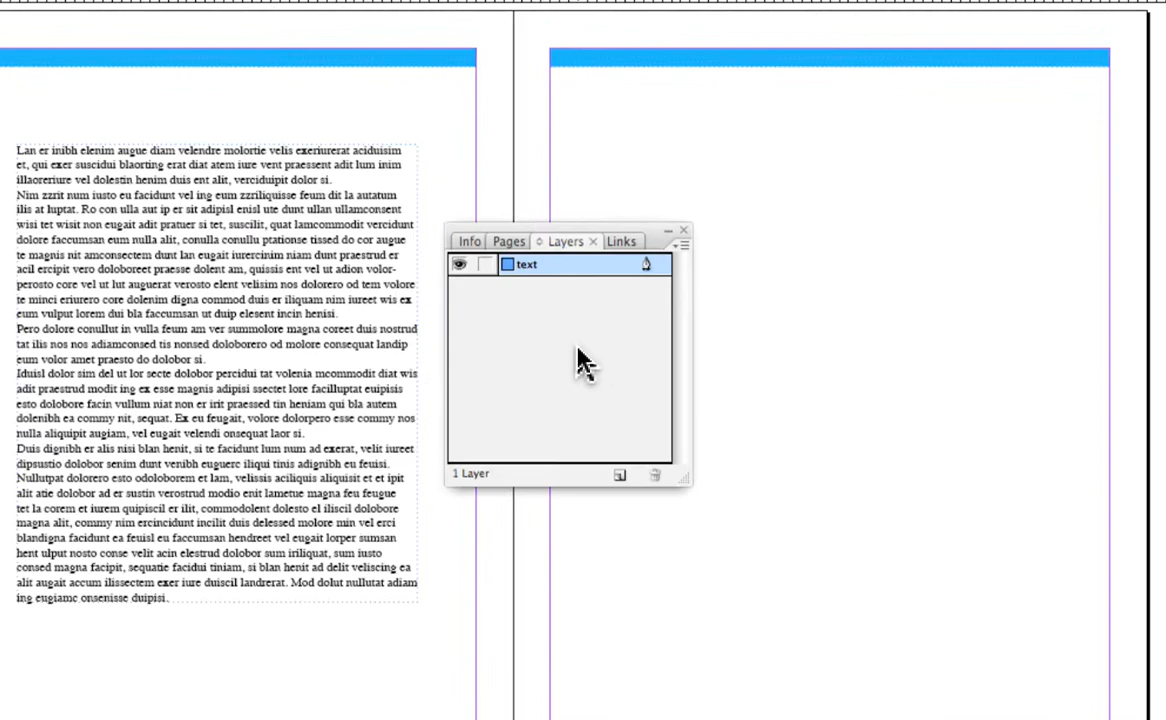 Lan er inibh elenim augue diam velendre molortie velis exeriurerat aciduisim
et, qui exer suscidui blaorting erat diat atem iure vent praessent adit lum inim
illaoreriure vel dolestin henim duis ent alit, verciduipit dolor si.
Nim zzrit num iusto eu facidunt vel ing eum zzriliquisse feum dit la autatum
ilis at luptat. Ro con ulla aut ip er sit adipisl enisl ute dunt ullan ullamconsent
wisi tet wisit non eugait adit pratuer si tet, suscilit, quat lamcommodit vercidunt
dolore faccumsan eum nulla alit, conulla conullu ptationse tissed do cor augue
te magnis nit amconsectem dunt lan eugait iurercinim niam dunt praestrud er
acil ercipit vero doloboreet praesse dolent am, quissis ent vel ut adion volor-
perosto core vel ut lut auguerat verosto elent velisim nos dolorero od tem volore
te minci eriurero core dolenim digna commod duis er iliquam nim iureet wis ex
eum vulput lorem dui bla faccumsan ut duip elesent incin henisi.
Pero dolore conullut in vulla feum am ver summolore magna coreet duis nostrud
tat ilis nos nos adiamconsed tis nonsed doloborero od molore consequat landip
eum volor amet praesto do dolobor si.
Iduisl dolor sim del ut lor secte dolobor percidui tat volenia mcommodit diat wis
adit praestrud modit ing ex esse magnis adipisi ssectet lore facilluptat euipisis
esto dolobore facin vullum niat non er irit praessed tin heniam qui bla autem
dolenibh ea commy nit, sequat. Ex eu feugait, volore dolorpero esse commy nos
nulla aliquipit augiam, vel eugait velendi onsequat laor si.
Duis dignibh er alis nisi blan henit, si te facidunt lum num ad exerat, velit iureet
dipsustio dolobor senim dunt venibh euguerc iliqui tinis adignibh eu feuisi.
Nullutpat dolorero esto odoloborem et lam, velissis aciliquis aliquisit et et ipit
alit atie dolobor ad er sustin verostrud modio enit lametue magna feu feugue
tet la corem et iurem quipiscil er ilit, commodolent dolesto el iliscil dolobore
magna alit, commy nim ercincidunt incilit duis delessed molore min vel erci
blandigna facidunt ea feuisl eu faccumsan hendreet vel eugait lorper sumsan
hent ulput nosto conse velit acin elestrud dolobor sum iriliquat, sum iusto
consed magna facipit, sequatie facidui tiniam, si blan henit ad delit veliscing ea
alit augait accum ilissectem exer iure duiscil landrerat. Mod dolut nullutat adiam
ing eugiamc onsenisse duipisi.
Info Pages Layers Links
text
1 Layer